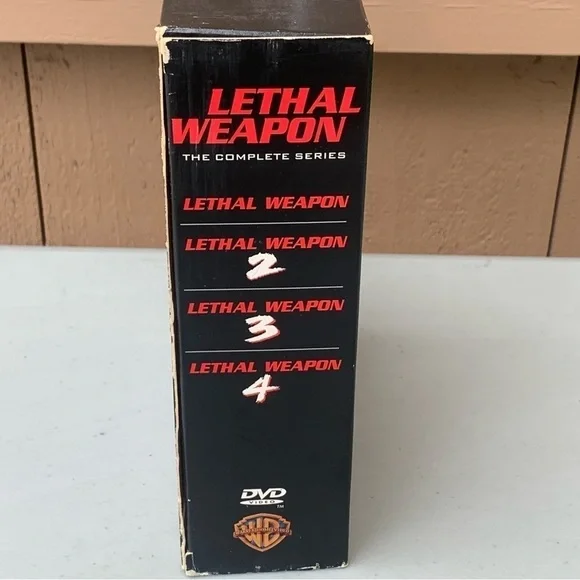 LETHAL
WEAPON
THE COMPLETE SERIES
LETHAL WEAPON
LETHAL WEAPON
2
LETHAL WEAPON
3
LETHAL WEAPON
4
DVD
VIDEO
TM
WB